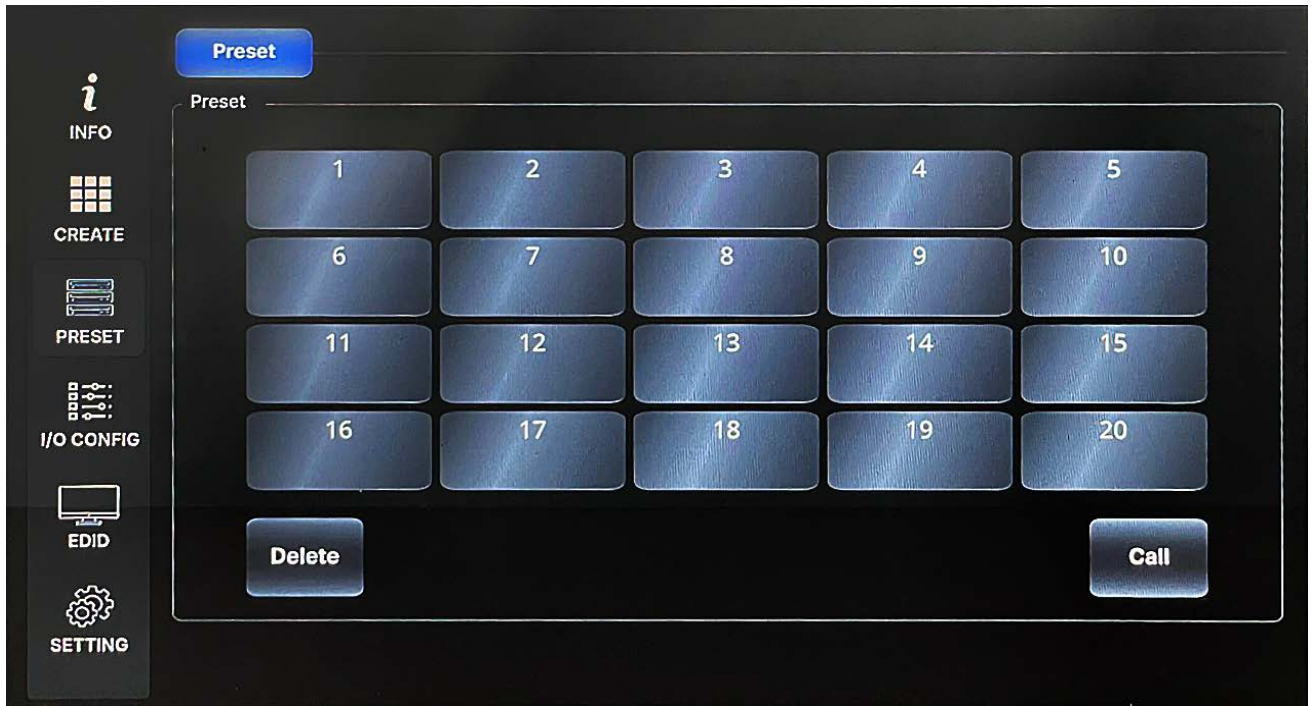 Preset
INFO
Preset
1 2 3 4 5
CREATE
6 7 8 9 10
PRESET
11 12 13 14 15
I/O CONFIG
16 17 18 19 20
EDID
Delete Call
SETTING